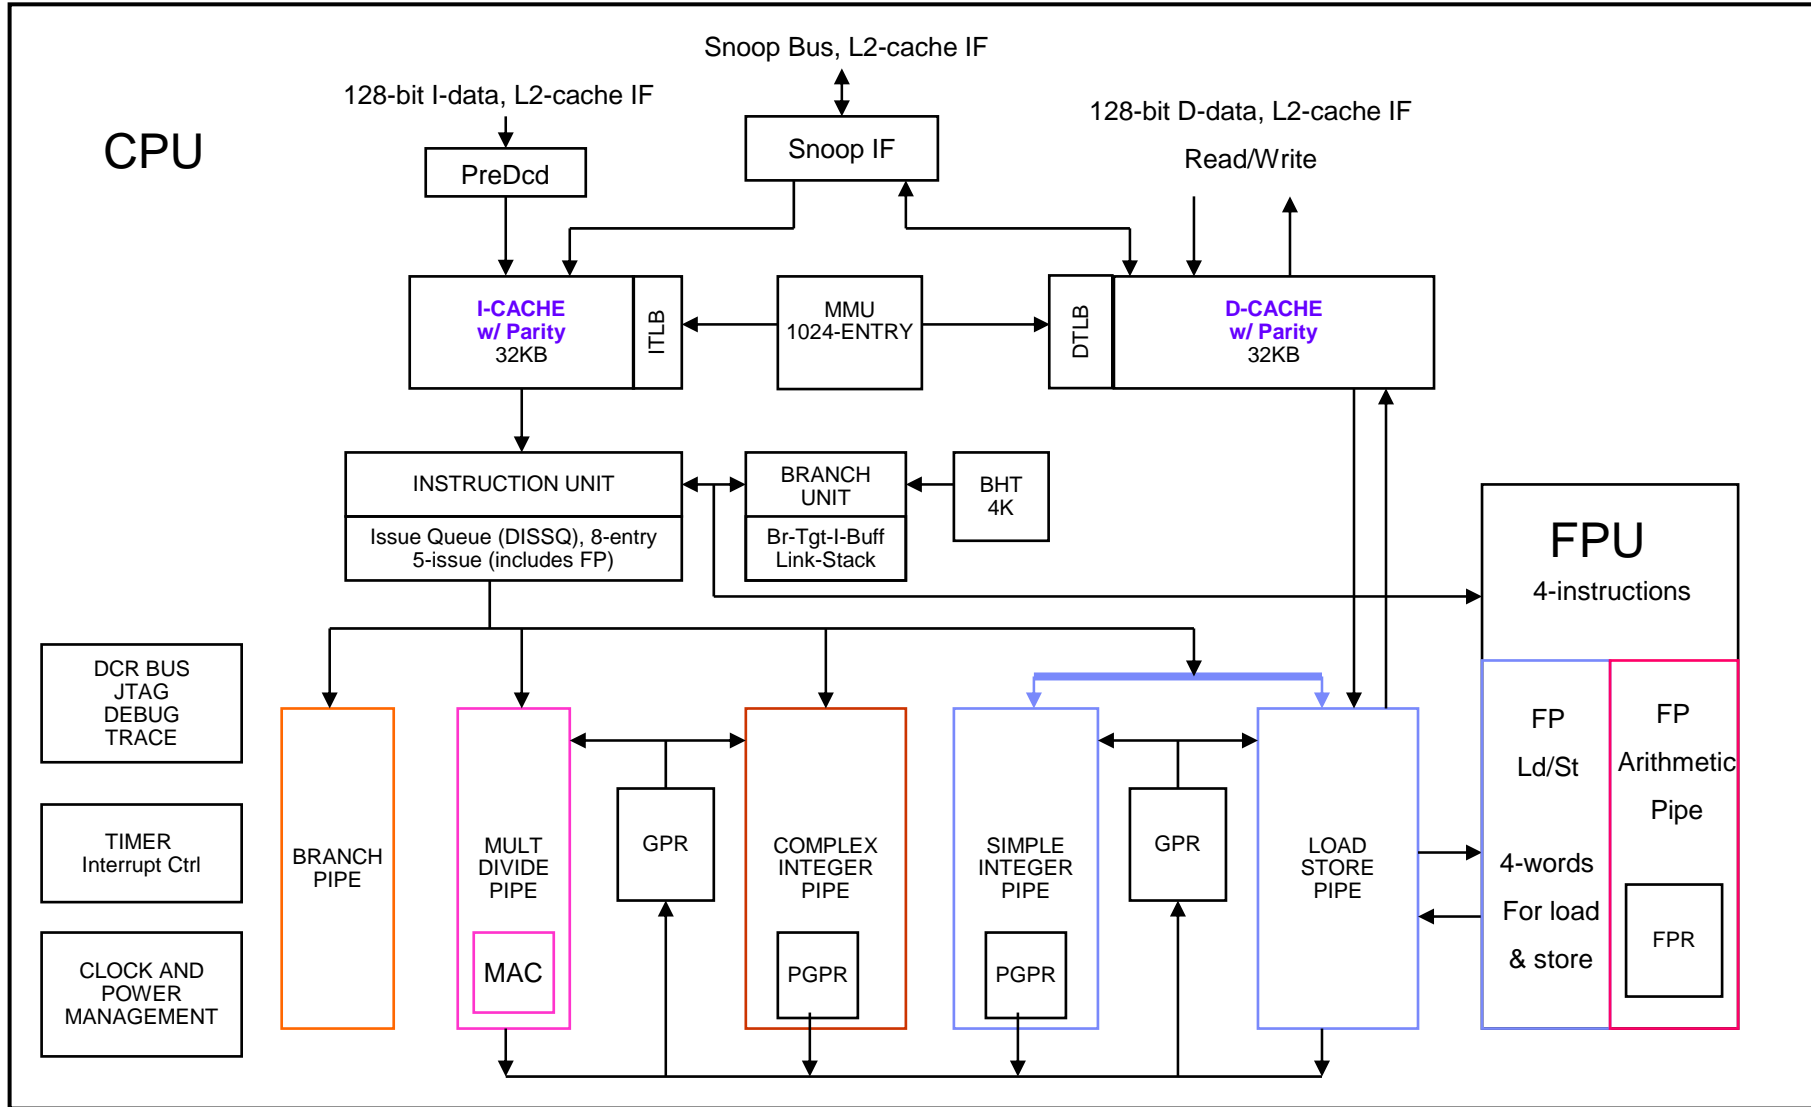 Snoop Bus, L2-cache IF
128-bit I-data, L2-cache IF
128-bit D-data, L2-cache IF
Read/Write
CPU
PreDcd
Snoop IF
I-CACHE
w/ Parity
32KB
ITLB
MMU
1024-ENTRY
DTLB
D-CACHE
w/ Parity
32KB
INSTRUCTION UNIT
Issue Queue (DISSQ), 8-entry
5-issue (includes FP)
BRANCH
UNIT
Br-Tgt-I-Buff
Link-Stack
BHT
4K
FPU
4-instructions
DCR BUS
JTAG
DEBUG
TRACE
TIMER
Interrupt Ctrl
CLOCK AND
POWER
MANAGEMENT
BRANCH
PIPE
MULT
DIVIDE
PIPE
MAC
GPR
COMPLEX
INTEGER
PIPE
PGPR
SIMPLE
INTEGER
PIPE
PGPR
GPR
LOAD
STORE
PIPE
FP
Ld/St
4-words
For load
& store
FP
Arithmetic
Pipe
FPR